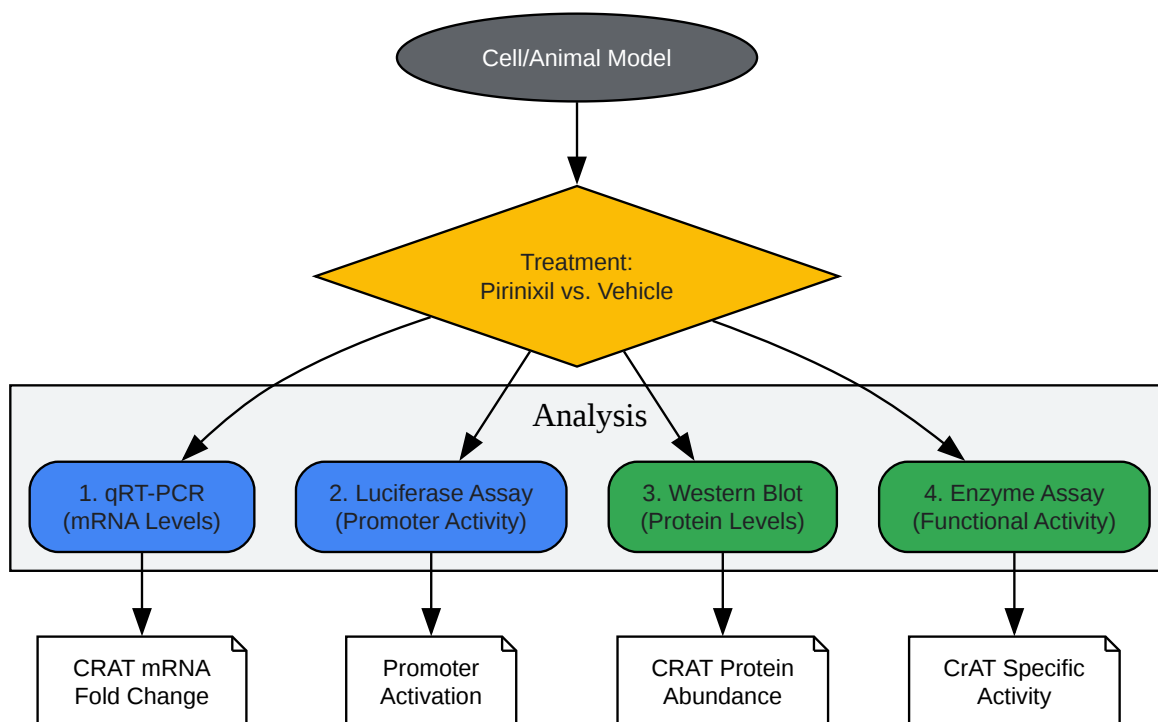 Cell/Animal Model
Treatment:
Pirinixil vs. Vehicle
Analysis
1. qRT-PCR
(mRNA Levels)
2. Luciferase Assay
(Promoter Activity)
3. Western Blot
(Protein Levels)
4. Enzyme Assay
(Functional Activity)
CRAT mRNA
Fold Change
Promoter
Activation
CRAT Protein
Abundance
CrAT Specific
Activity